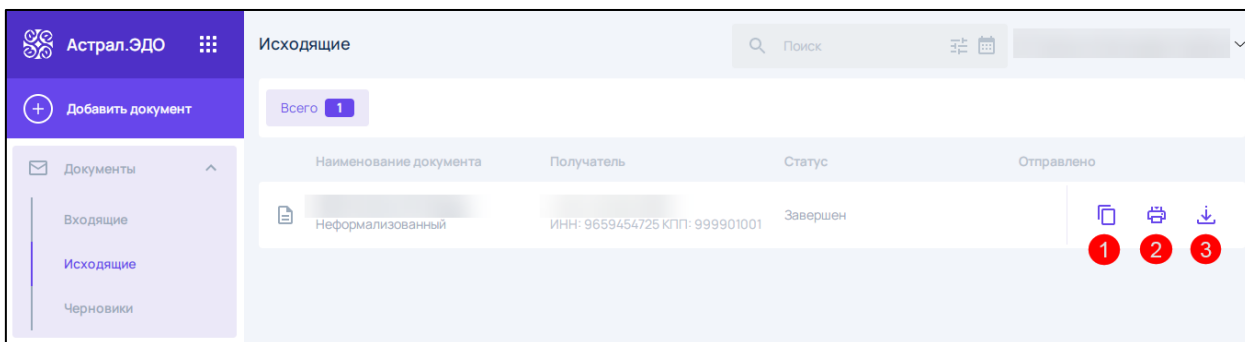 Астрал.ЭДО
Исходящие
Поиск
Добавить документ
Всего 1
Документы
Входящие
Исходящие
Черновики
Наименование документа Получатель Статус Отправлено
Неформализованный ИНН: 9659454725 КПП: 999901001 Завершен
1 2 3